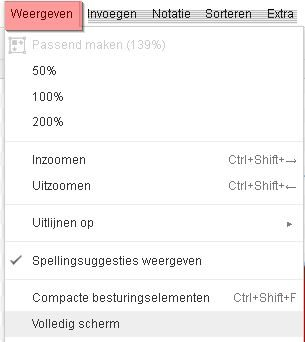 Weergeven Invoegen Notatie Sorteren Extra
Passend maken (139%)
50%
100%
200%
Inzoomen Ctrl+Shift+→
Uitzoomen Ctrl+Shift+←
Uitlijnen op ▸
✓ Spellingsuggesties weergeven
Compacte besturingselementen Ctrl+Shift+F
Volledig scherm